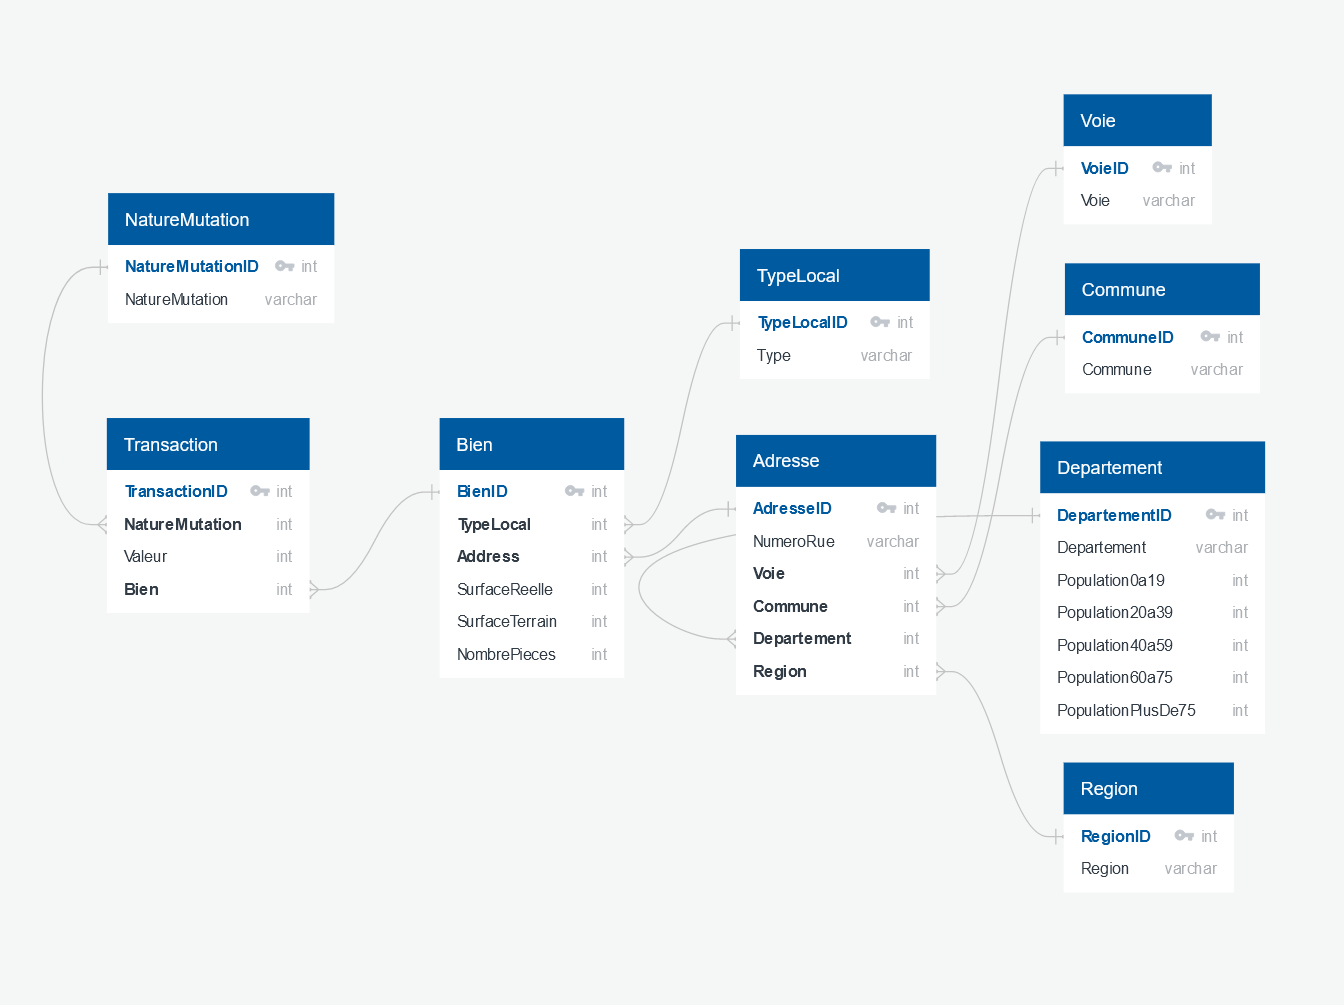 NatureMutation
NatureMutationID int
NatureMutation varchar
Transaction
TransactionID int
NatureMutation int
Valeur int
Bien int
Bien
BienID int
TypeLocal int
Address int
SurfaceReelle int
SurfaceTerrain int
NombrePieces int
TypeLocal
TypeLocalID int
Type varchar
Adresse
AdresseID int
NumeroRue varchar
Voie int
Commune int
Departement int
Region int
Voie
VoieID int
Voie varchar
Commune
CommuneID int
Commune varchar
Departement
DepartementID int
Departement varchar
Population0a19 int
Population20a39 int
Population40a59 int
Population60a75 int
PopulationPlusDe75 int
Region
RegionID int
Region varchar